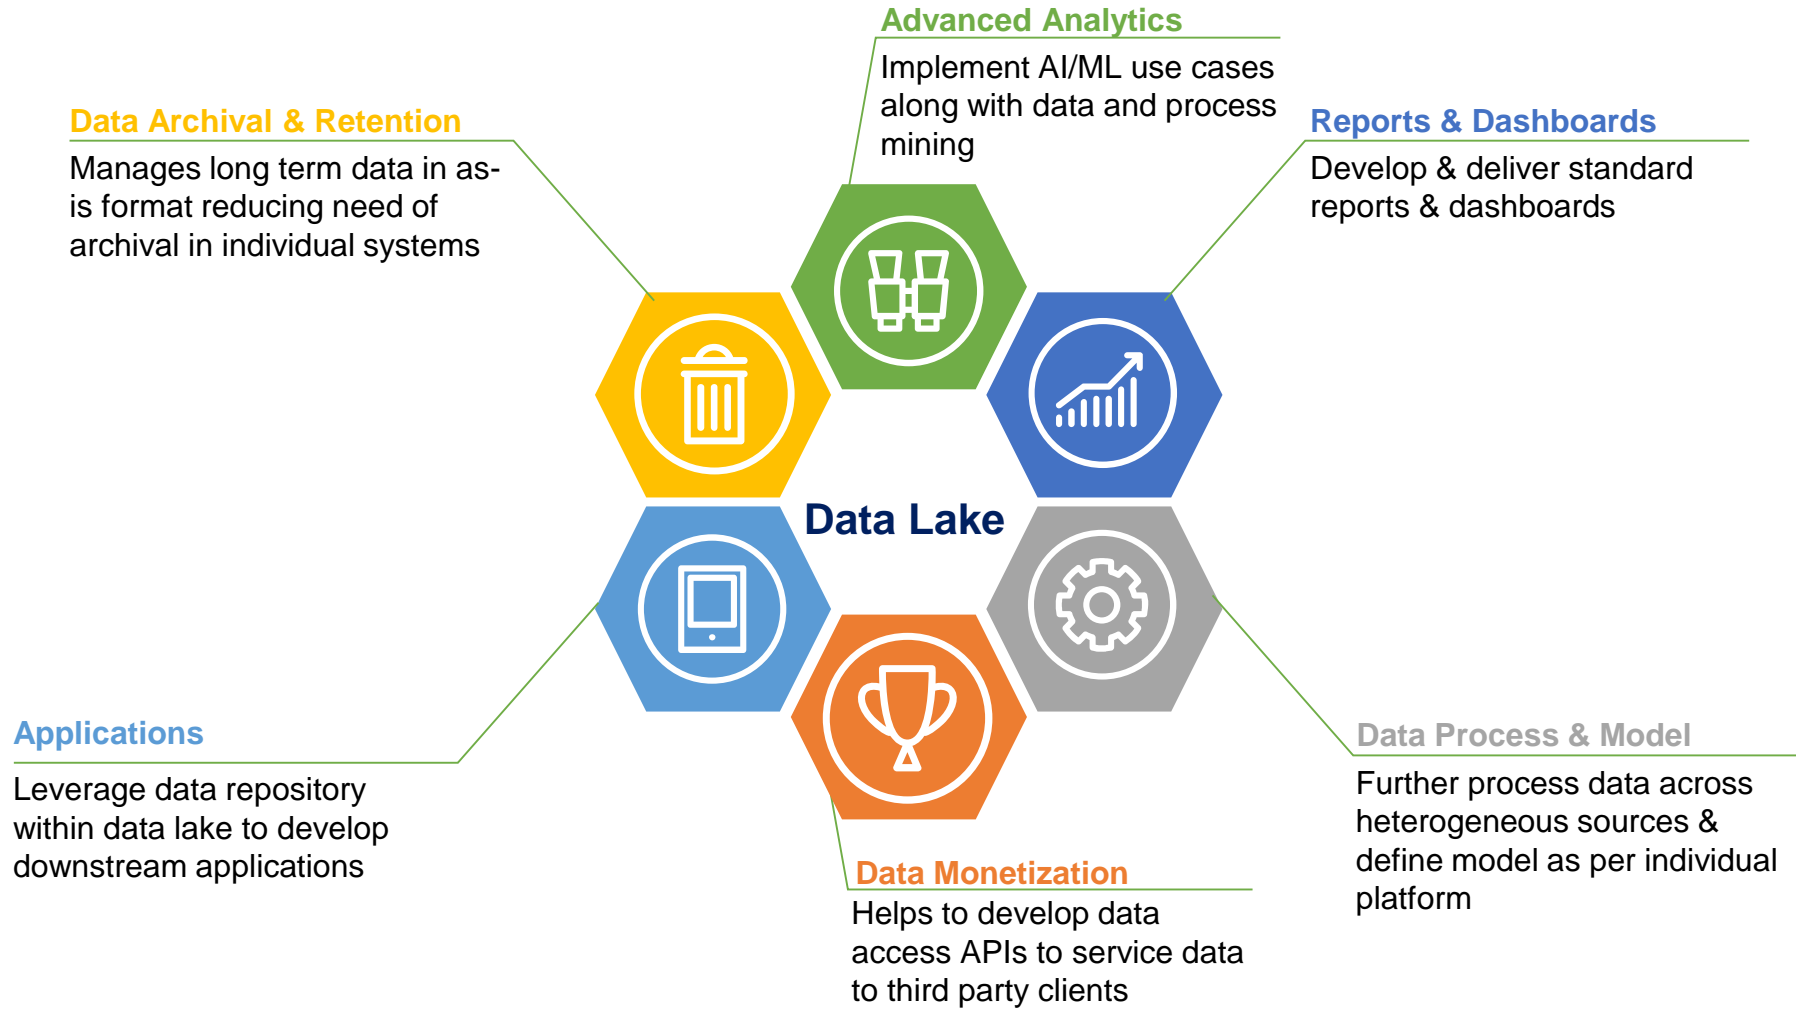 Advanced Analytics
Implement AI/ML use cases
along with data and process
mining
Data Archival & Retention
Manages long term data in as-
is format reducing need of
archival in individual systems
Reports & Dashboards
Develop & deliver standard
reports & dashboards
Data Lake
Applications
Leverage data repository
within data lake to develop
downstream applications
Data Process & Model
Further process data across
heterogeneous sources &
define model as per individual
platform
Data Monetization
Helps to develop data
access APIs to service data
to third party clients